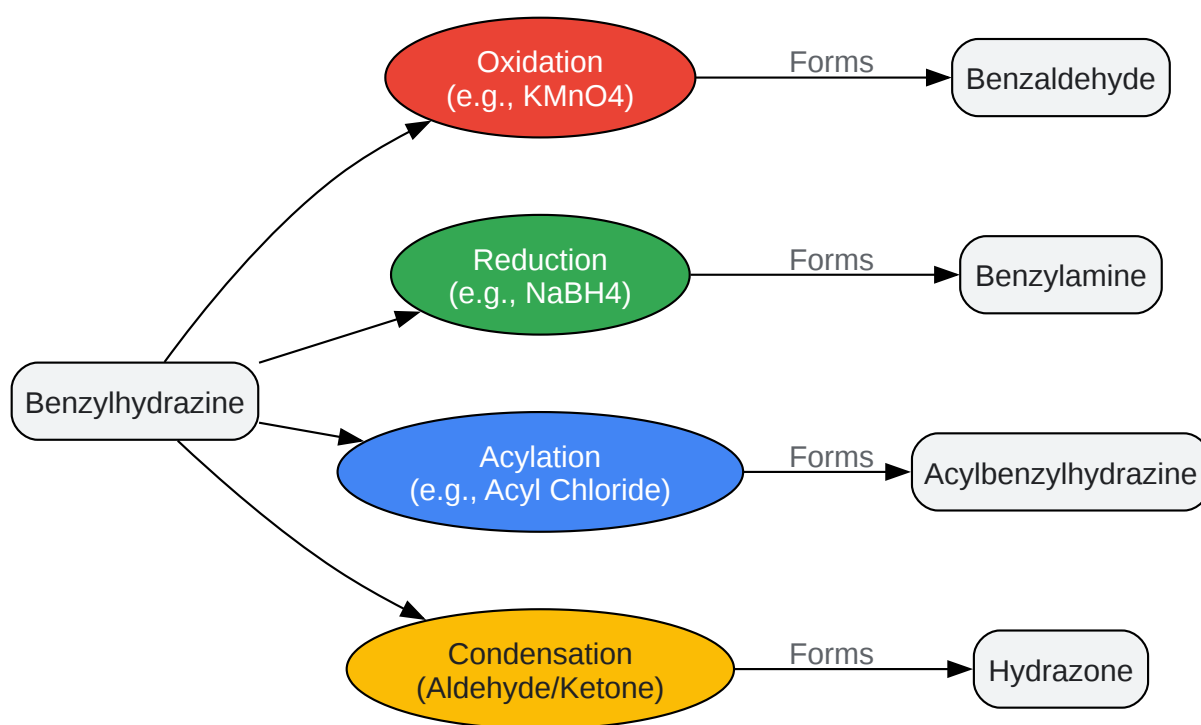 Oxidation
(e.g., KMnO4)
Forms
Benzaldehyde
Reduction
(e.g., NaBH4)
Forms
Benzylamine
Benzylhydrazine
Acylation
(e.g., Acyl Chloride)
Forms
Acylbenzylhydrazine
Condensation
(Aldehyde/Ketone)
Forms
Hydrazone